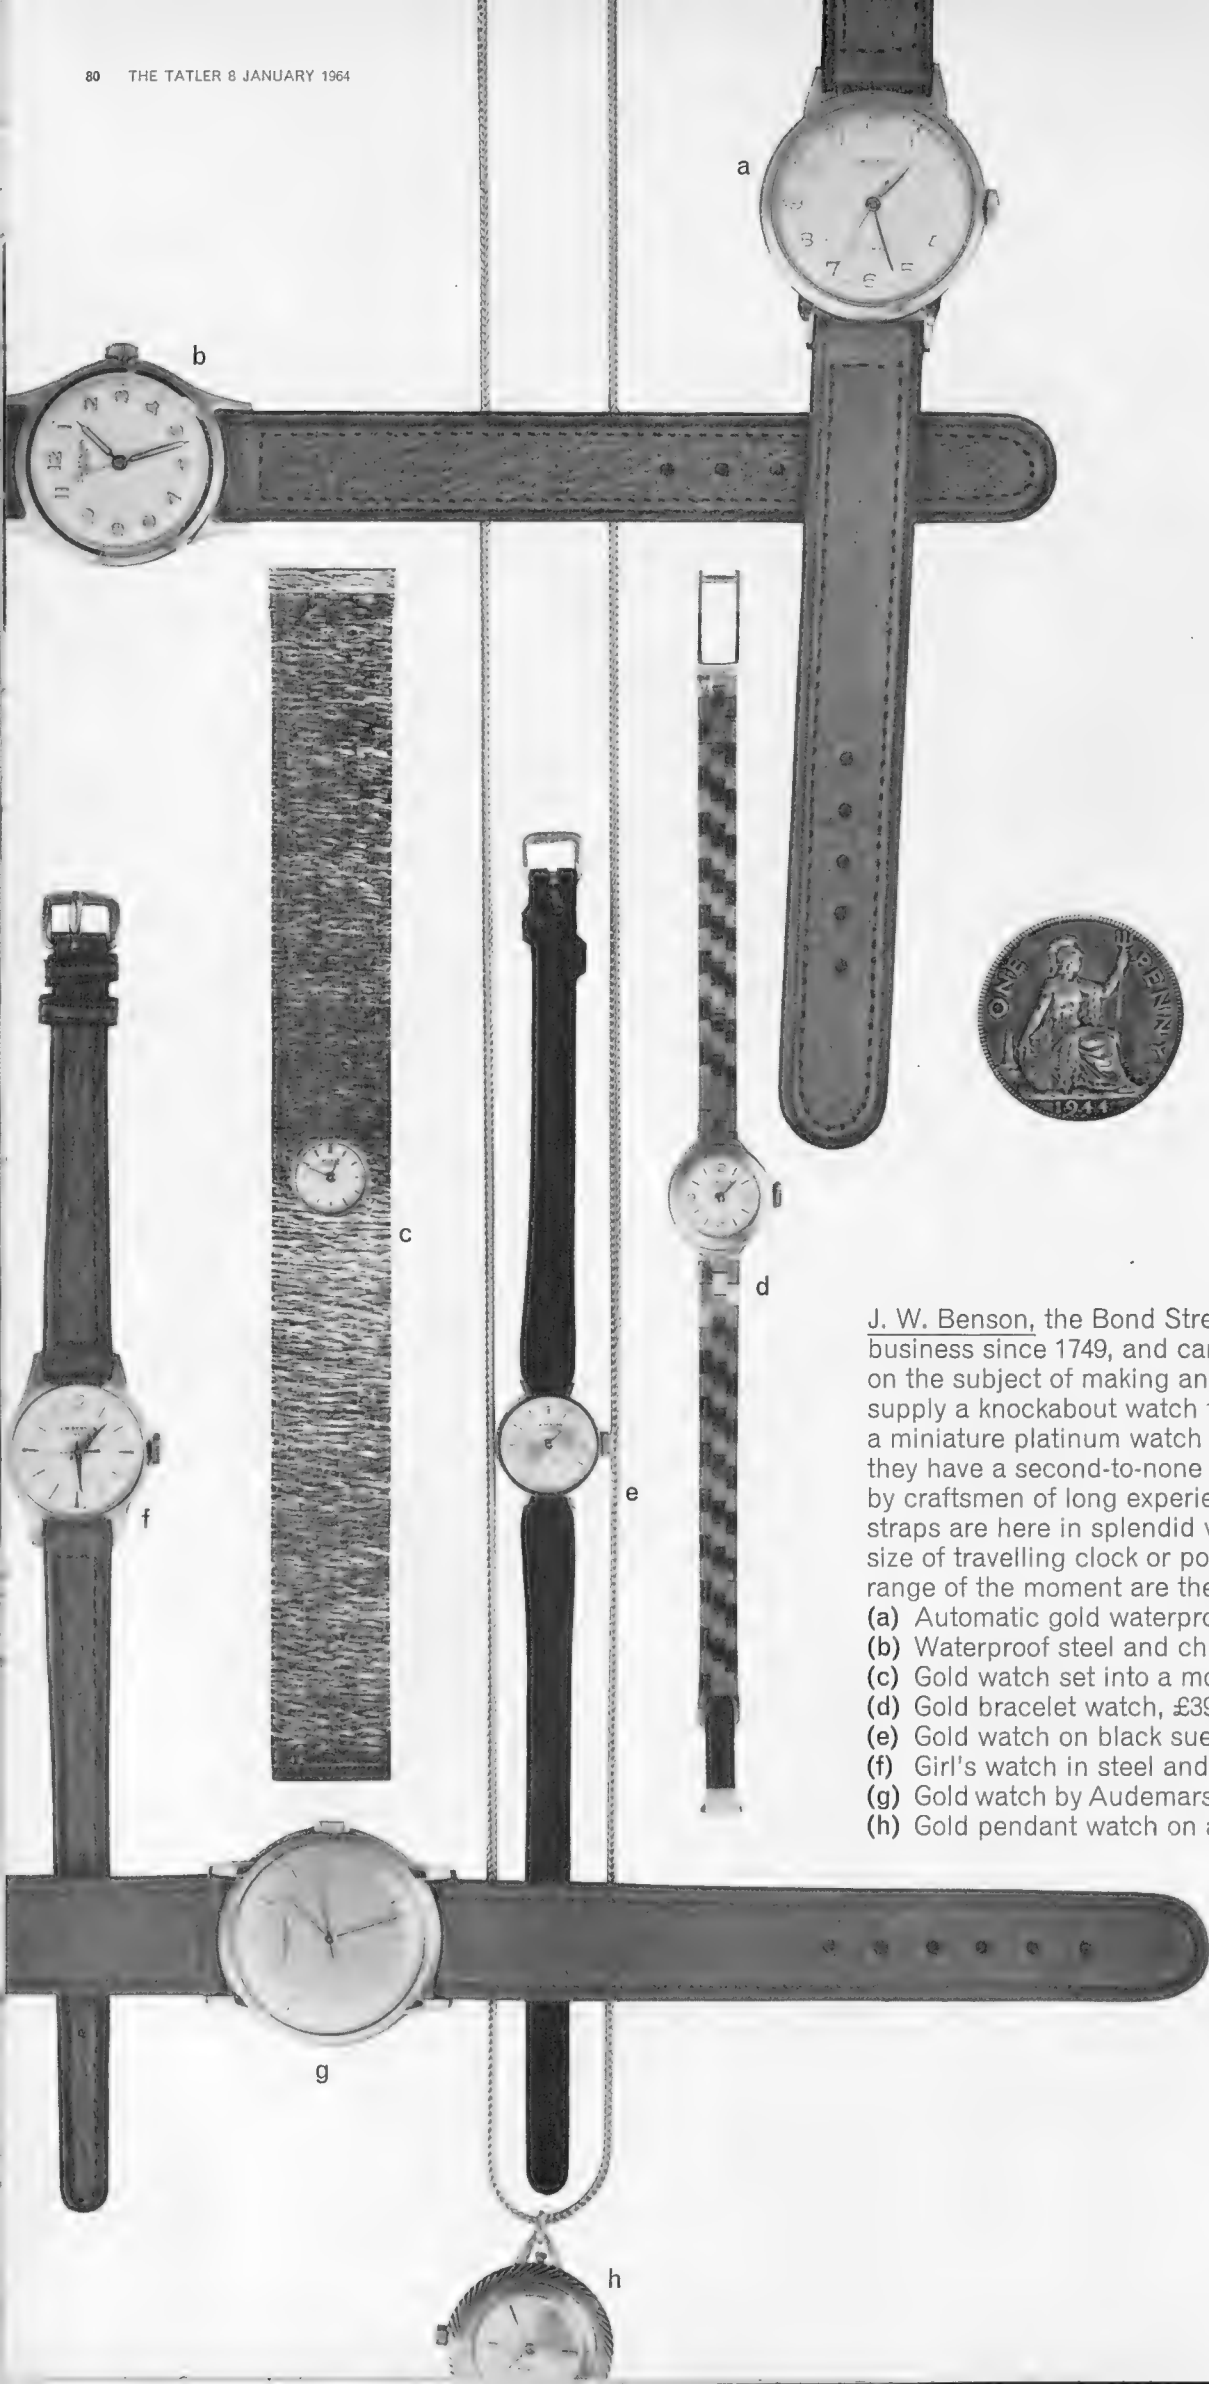 80 THE TATLER 8 JANUARY 1964
a
b
c
d
e
f
g
h
ONE PENNY
1944
J. W. Benson, the Bond Stre
business since 1749, and ca
on the subject of making an
supply a knockabout watch
a miniature platinum watch
they have a second-to-none
by craftsmen of long experie
straps are here in splendid v
size of travelling clock or po
range of the moment are the
(a) Automatic gold waterpro
(b) Waterproof steel and ch
(c) Gold watch set into a mo
(d) Gold bracelet watch, £39
(e) Gold watch on black sue
(f) Girl's watch in steel and
(g) Gold watch by Audemars
(h) Gold pendant watch on a